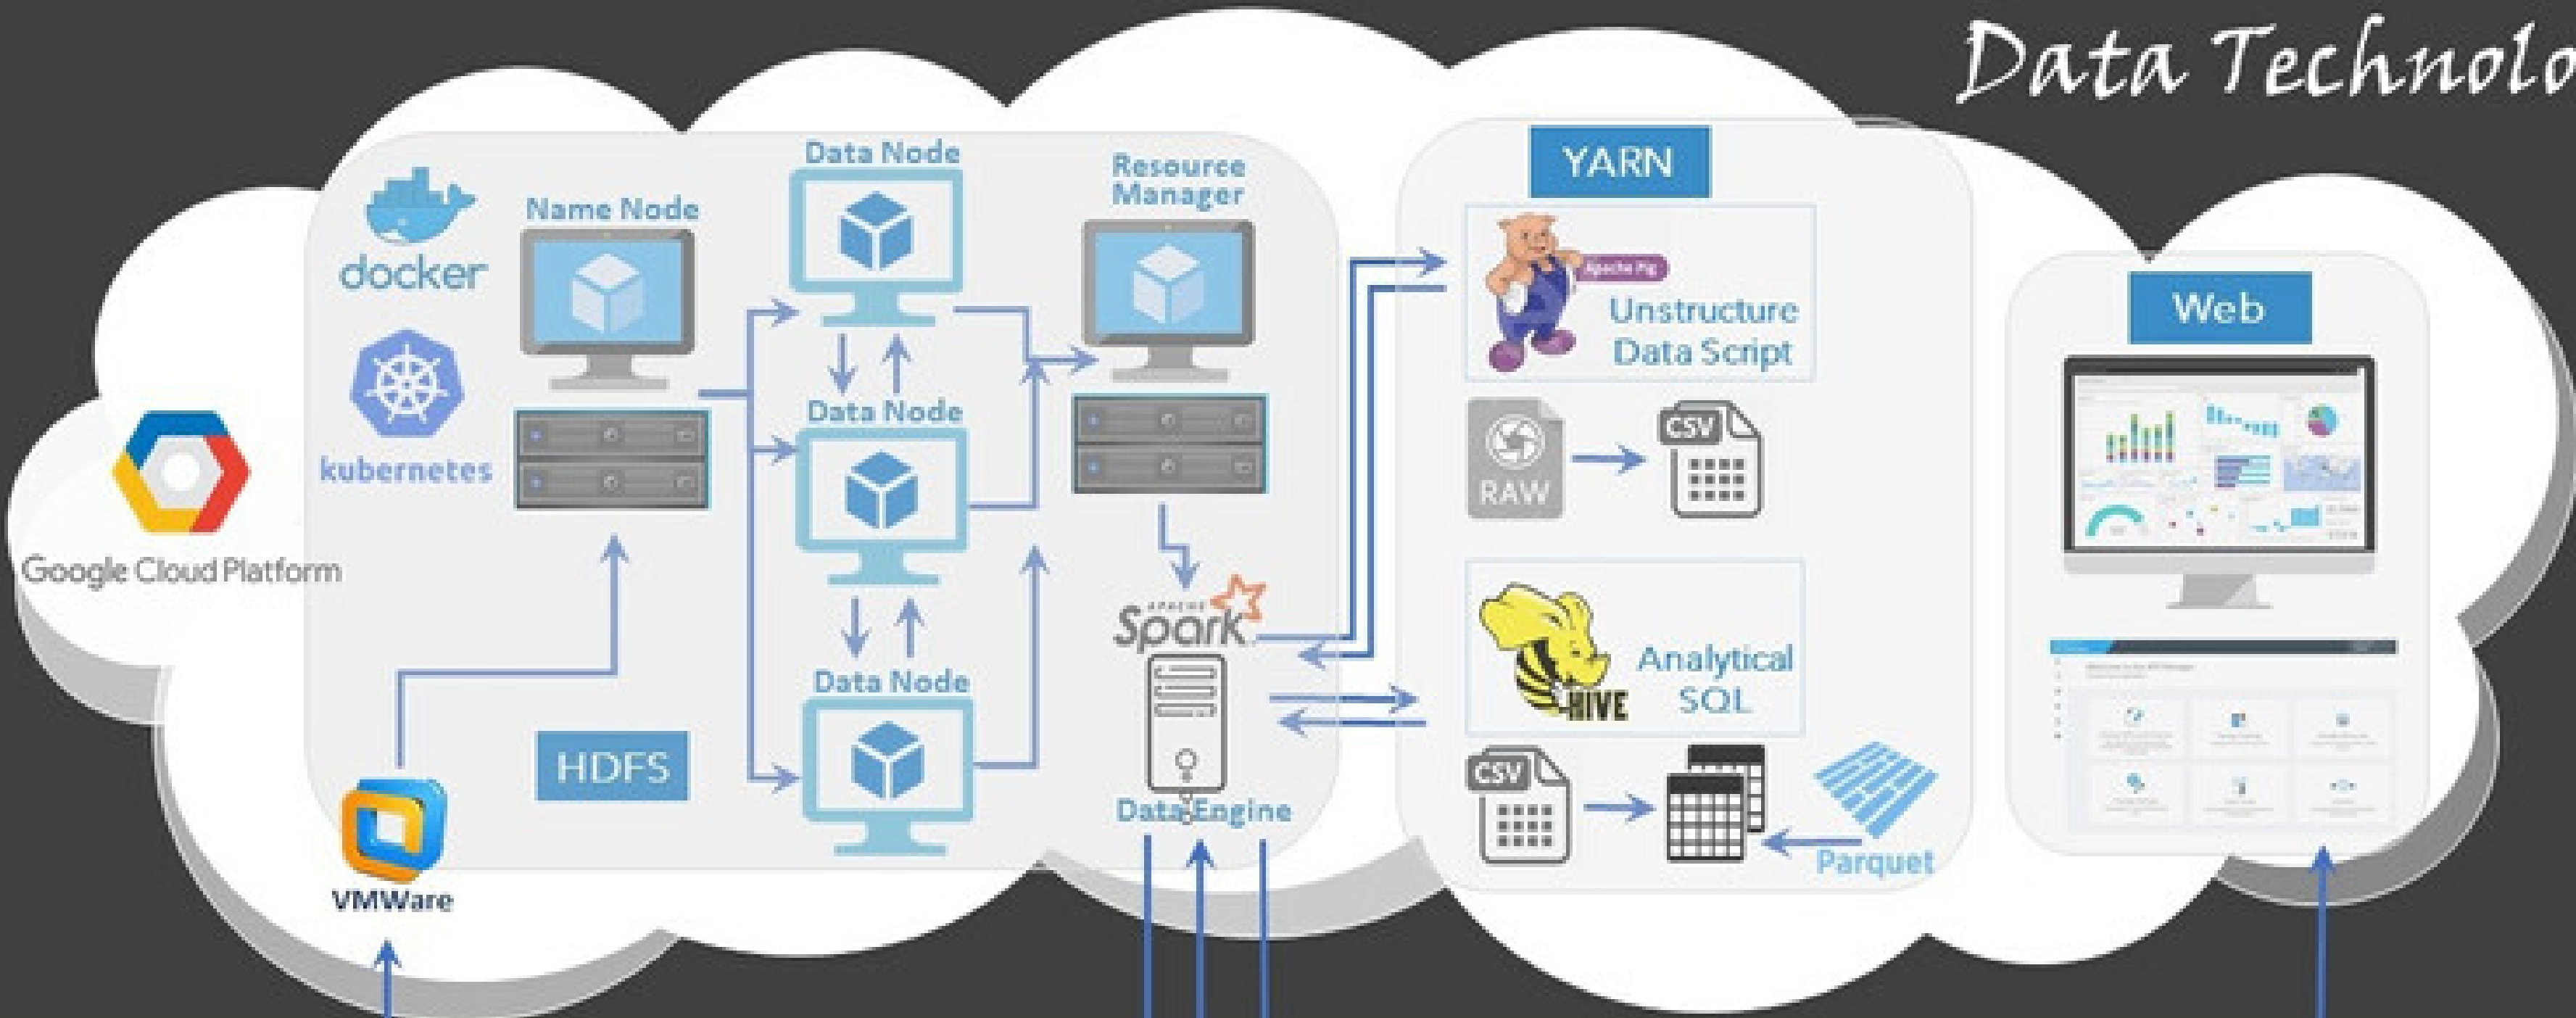 Data Technolo
docker
kubernetes
Google Cloud Platform
VMWare
Name Node
HDFS
Data Node
Data Node
Data Node
Resource
Manager
APACHE
Spark
Data Engine
YARN
Apache Pig
Unstructure
Data Script
RAW
CSV
HIVE
Analytical
SQL
CSV
Parquet
Web